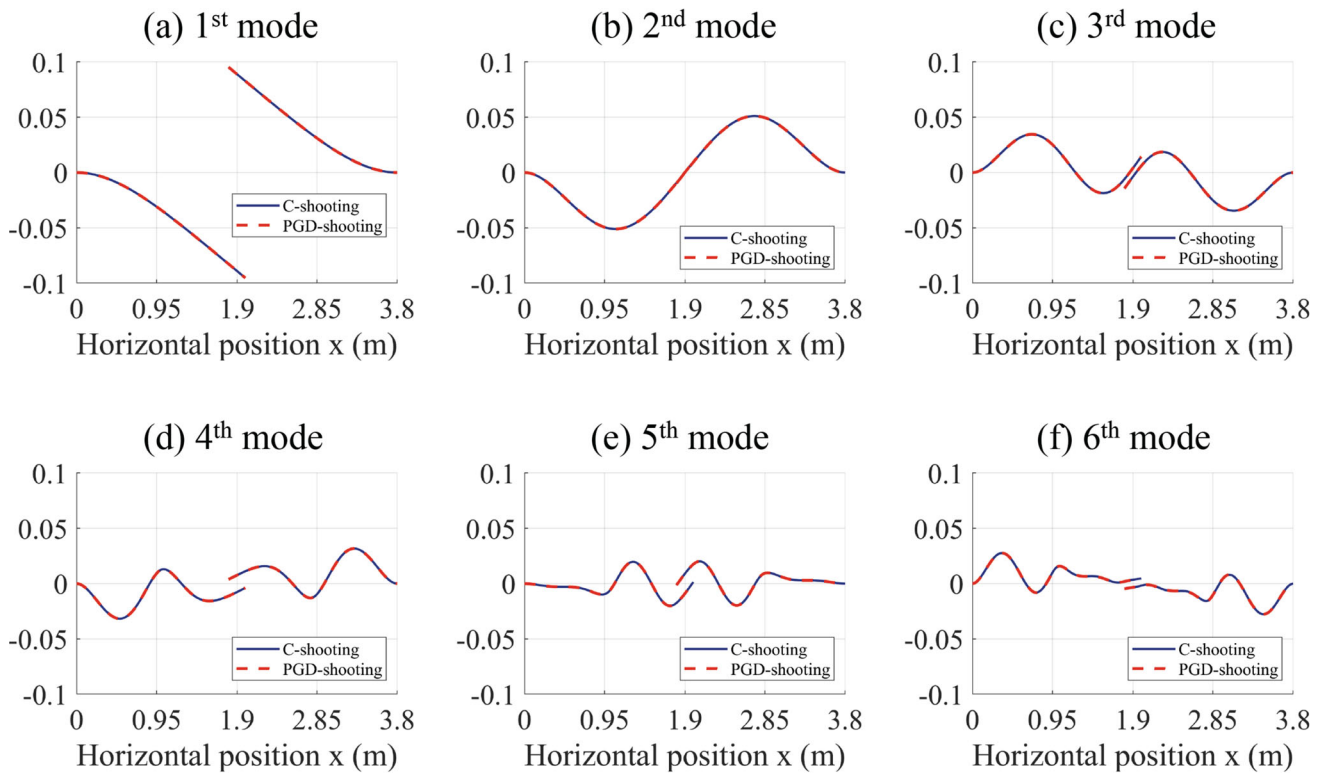 (a) 1st mode
0.1
0.05
0
-0.05
-0.1
C-shooting
PGD-shooting
0 0.95 1.9 2.85 3.8
Horizontal position x (m)
(b) 2nd mode
0.1
0.05
0
-0.05
-0.1
C-shooting
PGD-shooting
0 0.95 1.9 2.85 3.8
Horizontal position x (m)
(c) 3rd mode
0.1
0.05
0
-0.05
-0.1
C-shooting
PGD-shooting
0 0.95 1.9 2.85 3.8
Horizontal position x (m)
(d) 4th mode
0.1
0.05
0
-0.05
-0.1
C-shooting
PGD-shooting
0 0.95 1.9 2.85 3.8
Horizontal position x (m)
(e) 5th mode
0.1
0.05
0
-0.05
-0.1
C-shooting
PGD-shooting
0 0.95 1.9 2.85 3.8
Horizontal position x (m)
(f) 6th mode
0.1
0.05
0
-0.05
-0.1
C-shooting
PGD-shooting
0 0.95 1.9 2.85 3.8
Horizontal position x (m)